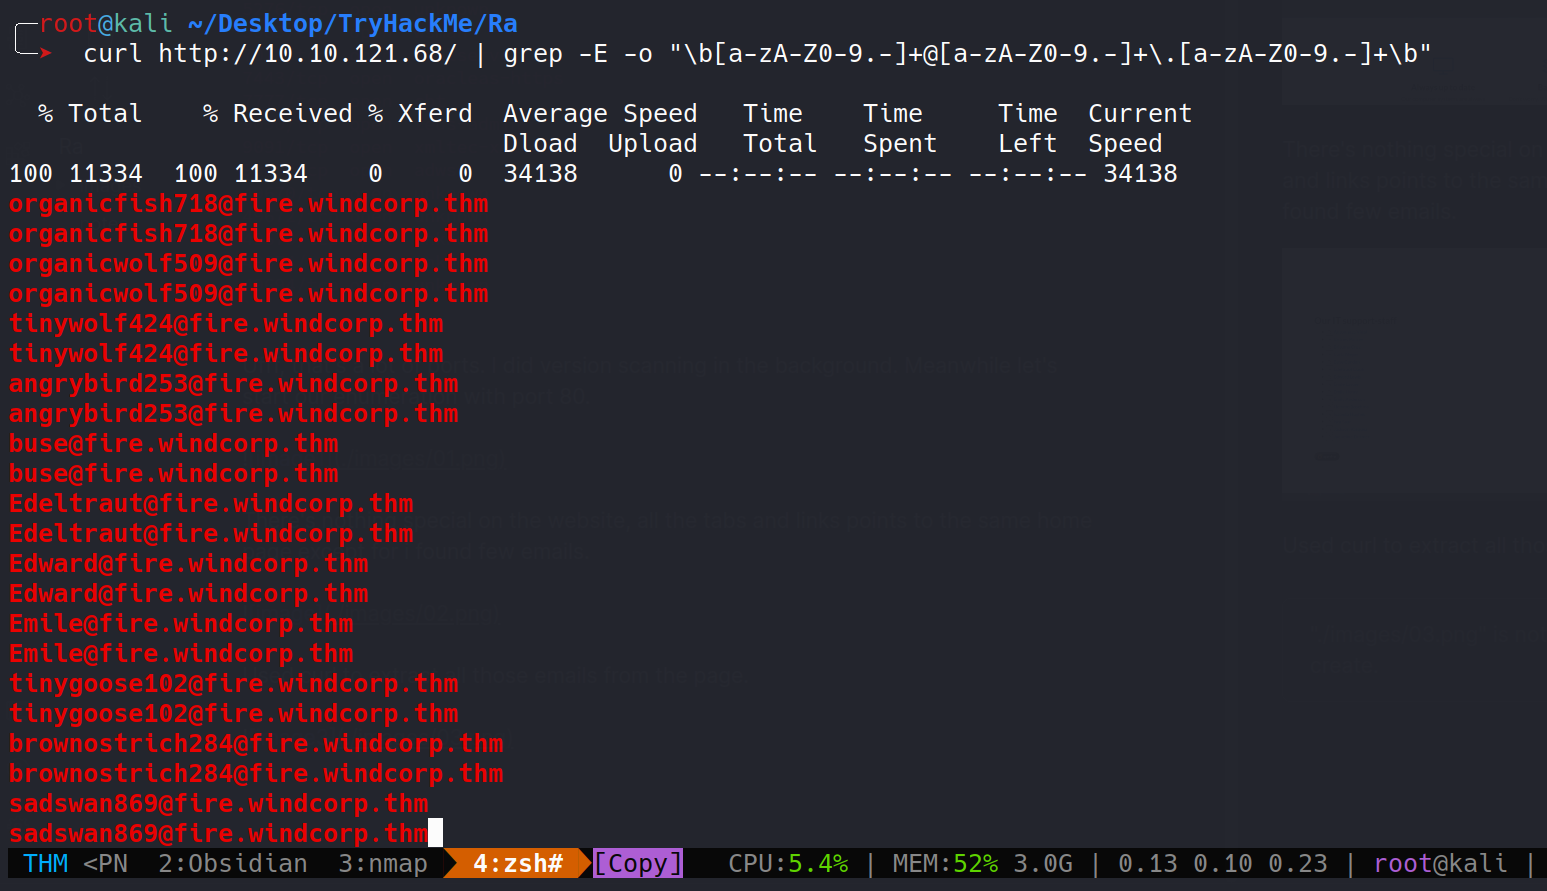 root@kali ~/Desktop/TryHackMe/Ra
curl http://10.10.121.68/ | grep -E -o "\b[a-zA-Z0-9.-]+@[a-zA-Z0-9.-]+\.[a-zA-Z0-9.-]+\b"
% Total % Received % Xferd Average Speed Time Time Time Current
Dload Upload Total Spent Left Speed
100 11334 100 11334 0 0 34138 0 --:--:-- --:--:-- --:--:-- 34138
organicfish718@fire.windcorp.thm
organicfish718@fire.windcorp.thm
organicwolf509@fire.windcorp.thm
organicwolf509@fire.windcorp.thm
tinywolf424@fire.windcorp.thm
tinywolf424@fire.windcorp.thm
angrybird253@fire.windcorp.thm
angrybird253@fire.windcorp.thm
buse@fire.windcorp.thm
buse@fire.windcorp.thm
Edeltraut@fire.windcorp.thm
Edeltraut@fire.windcorp.thm
Edward@fire.windcorp.thm
Edward@fire.windcorp.thm
Emile@fire.windcorp.thm
Emile@fire.windcorp.thm
tinygoose102@fire.windcorp.thm
tinygoose102@fire.windcorp.thm
brownostrich284@fire.windcorp.thm
brownostrich284@fire.windcorp.thm
sadswan869@fire.windcorp.thm
sadswan869@fire.windcorp.thm
THM <PN 2:Obsidian 3:nmap 4:zsh# [Copy] CPU:5.4% | MEM:52% 3.0G | 0.13 0.10 0.23 | root@kali |